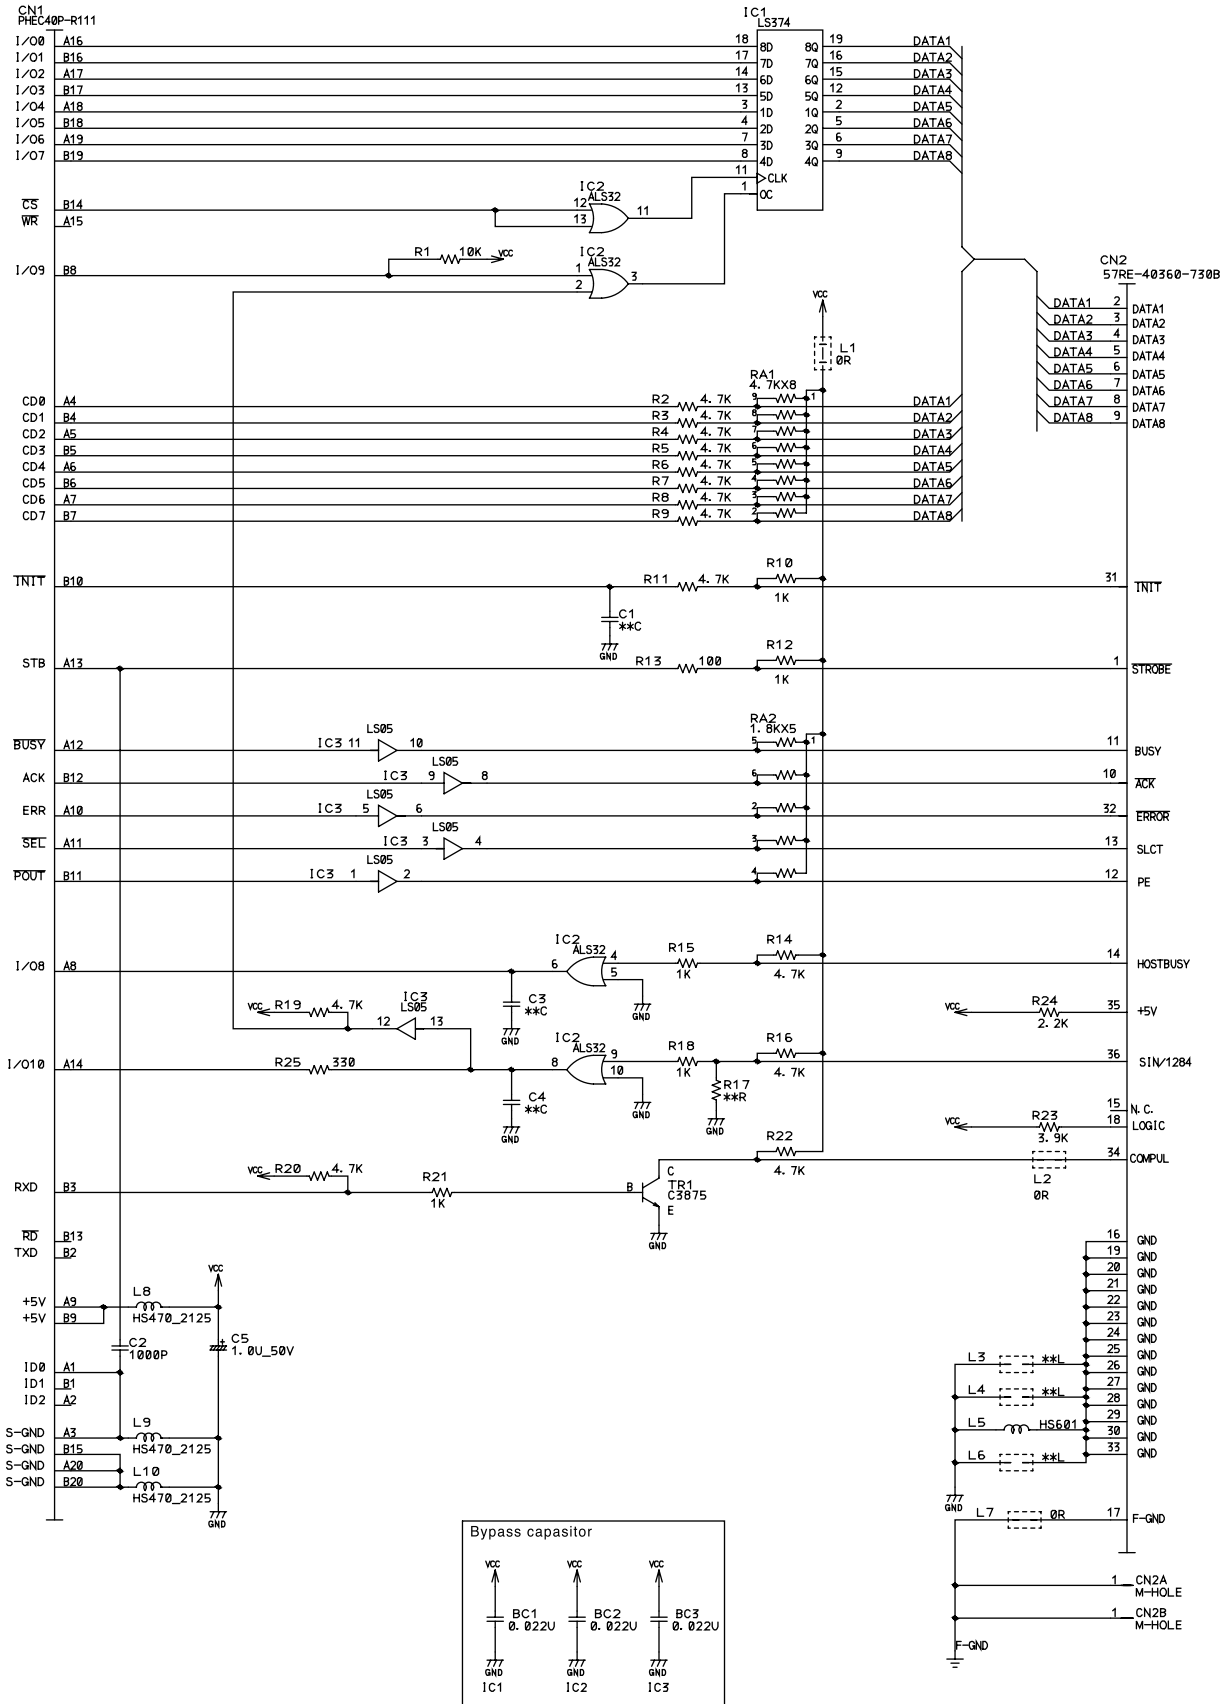 CN1
PHEC40P-R111
I/O0 A16
I/O1 B16
I/O2 A17
I/O3 B17
I/O4 A18
I/O5 B18
I/O6 A19
I/O7 B19
IC1
LS374
18 8D 8Q 19 DATA1
17 7D 7Q 16 DATA2
14 6D 6Q 15 DATA3
13 5D 5Q 12 DATA4
3 1D 1Q 2 DATA5
4 2D 2Q 5 DATA6
7 3D 3Q 6 DATA7
8 4D 4Q 9 DATA8
11 CLK
1 OC
CS B14
WR A15
IC2
ALS32
12
13
11
I/O9 B8
R1 10K VCC
IC2
ALS32
1
2
3
CN2
57RE-40360-730B
DATA1 2 DATA1
DATA2 3 DATA2
DATA3 4 DATA3
DATA4 5 DATA4
DATA5 6 DATA5
DATA6 7 DATA6
DATA7 8 DATA7
DATA8 9 DATA8
VCC
L1
0R
RA1
4.7KX8
1
CD0 A4 R2 4.7K 9 DATA1
CD1 B4 R3 4.7K 8 DATA2
CD2 A5 R4 4.7K 7 DATA3
CD3 B5 R5 4.7K 6 DATA4
CD4 A6 R6 4.7K 5 DATA5
CD5 B6 R7 4.7K 4 DATA6
CD6 A7 R8 4.7K 3 DATA7
CD7 B7 R9 4.7K 2 DATA8
INIT B10 R11 4.7K R10 1K 31 INIT
C1
**C
GND
STB A13 R13 100 R12 1K 1 STROBE
RA2
1.8KX5
1
BUSY A12 IC3 11 LS05 10 5 11 BUSY
ACK B12 IC3 9 LS05 8 6 10 ACK
ERR A10 IC3 5 LS05 6 2 32 ERROR
SEL A11 IC3 3 LS05 4 3 13 SLCT
POUT B11 IC3 1 LS05 2 4 12 PE
I/O8 A8 IC2 ALS32 6 4 5 R15 1K R14 4.7K 14 HOSTBUSY
C3
**C
GND
GND
VCC R19 4.7K IC3 LS05 12 13
VCC R24 2.2K 35 +5V
I/O10 A14 R25 330 IC2 ALS32 8 9 10 R18 1K R16 4.7K 36 SIN/1284
C4
**C
GND
GND
R17
**R
GND
15 N.C.
VCC R23 3.9K 18 LOGIC
R22 4.7K 34 COMPUL
L2
0R
VCC R20 4.7K
RXD B3 R21 1K B C TR1 C3875 E
GND
RD B13
TXD B2
VCC
+5V A9 L8
+5V B9 HS470_2125
C2
1000P
+ C5
1.0U_50V
ID0 A1
ID1 B1
ID2 A2
S-GND A3 L9
S-GND B15 HS470_2125
S-GND A20 L10
S-GND B20 HS470_2125
GND
16 GND
19 GND
20 GND
21 GND
22 GND
23 GND
24 GND
25 GND
26 GND
27 GND
28 GND
29 GND
30 GND
33 GND
L3 **L
L4 **L
L5 HS601
L6 **L
GND
L7 0R 17 F-GND
1 CN2A
M-HOLE
1 CN2B
M-HOLE
F-GND
Bypass capasitor
VCC VCC VCC
BC1 BC2 BC3
0.022U 0.022U 0.022U
GND GND GND
IC1 IC2 IC3